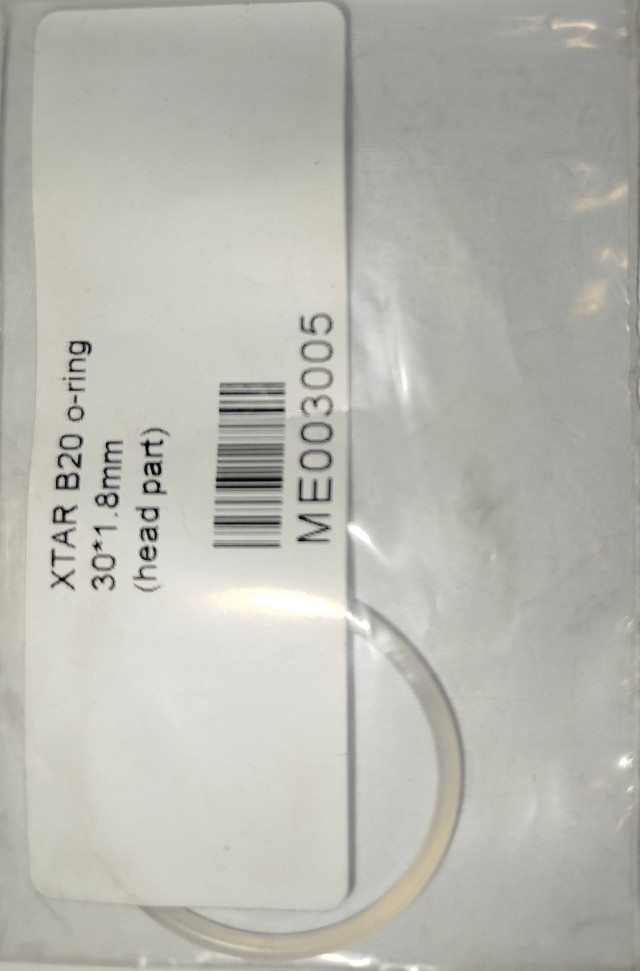 XTAR B20 o-ring
30*1.8mm
(head part)
ME003005